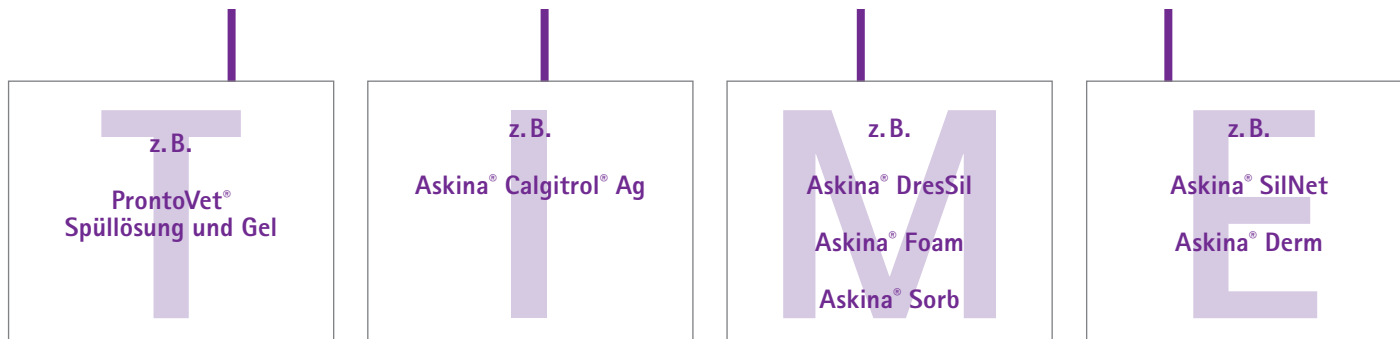 T
z. B.
ProntoVet®
Spüllösung und Gel
I
z. B.
Askina® Calgitrol® Ag
M
z. B.
Askina® DresSil
Askina® Foam
Askina® Sorb
E
z. B.
Askina® SilNet
Askina® Derm